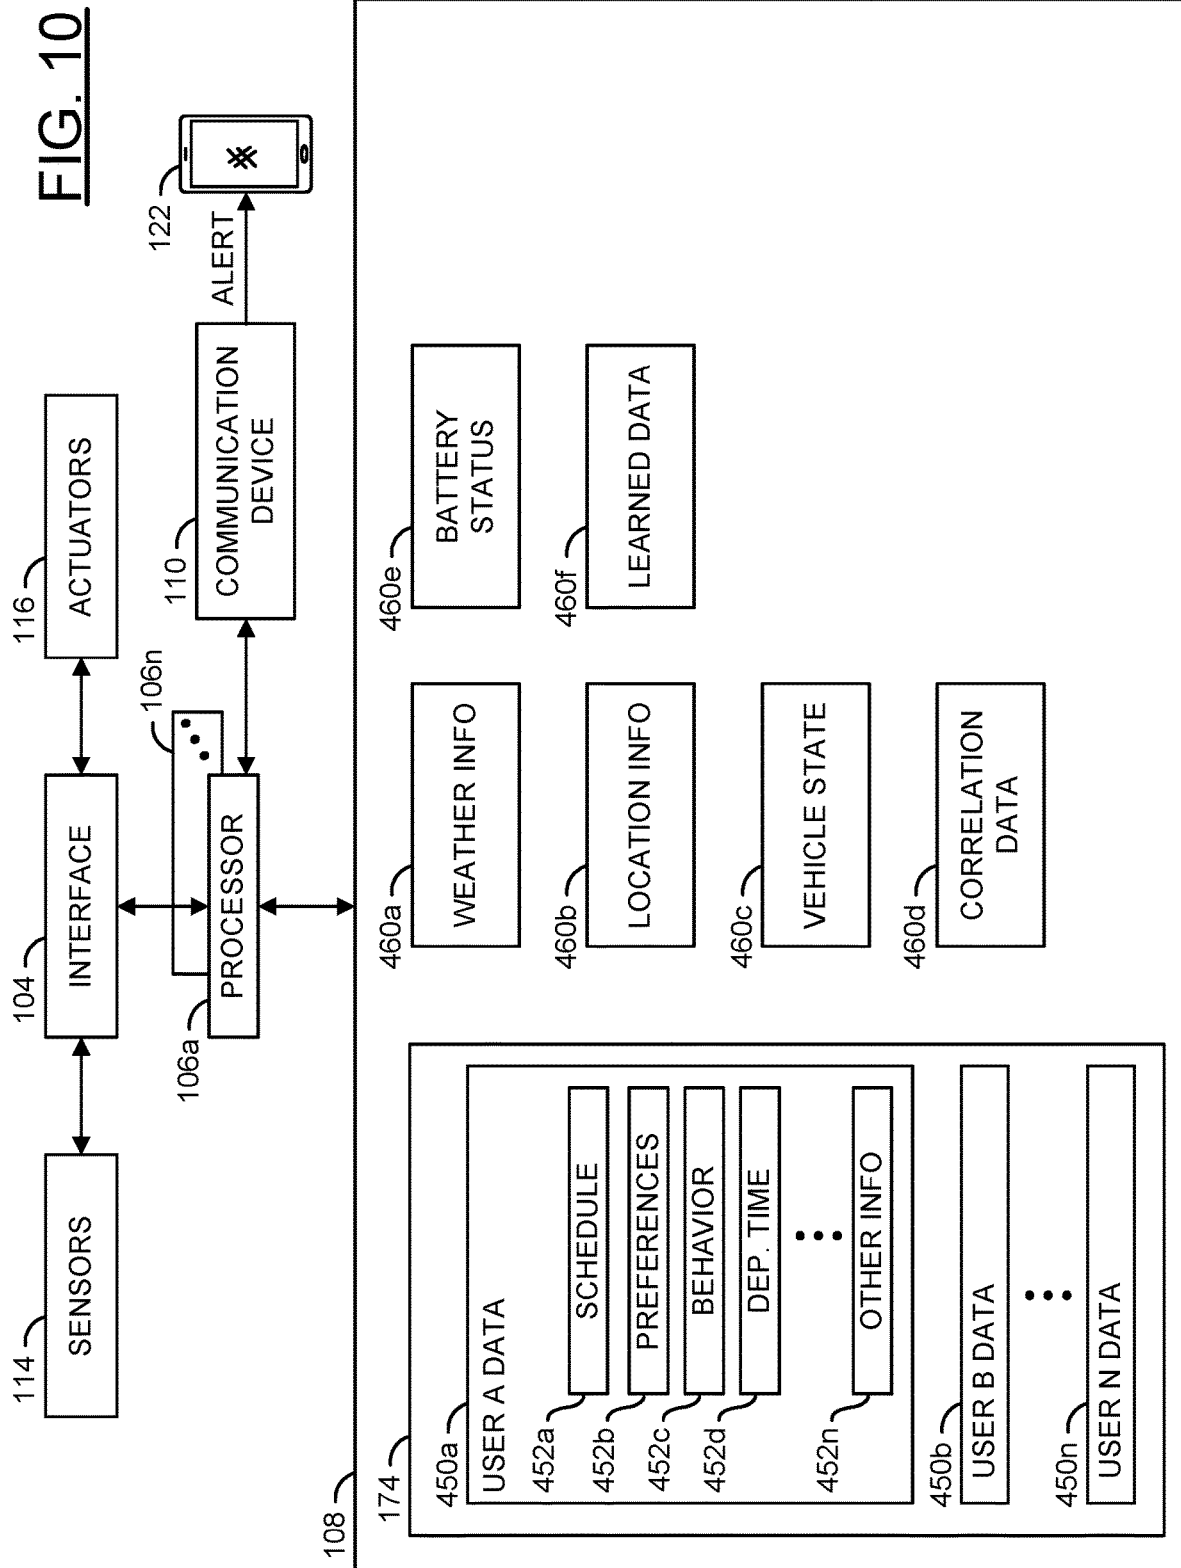 FIG. 10
114
SENSORS
104
INTERFACE
116
ACTUATORS
106a
PROCESSOR
106n
110
COMMUNICATION
DEVICE
ALERT
122
108
174
450a
USER A DATA
452a
SCHEDULE
452b
PREFERENCES
452c
BEHAVIOR
452d
DEP. TIME
452n
OTHER INFO
450b
USER B DATA
450n
USER N DATA
460a
WEATHER INFO
460b
LOCATION INFO
460c
VEHICLE STATE
460d
CORRELATION
DATA
460e
BATTERY
STATUS
460f
LEARNED DATA